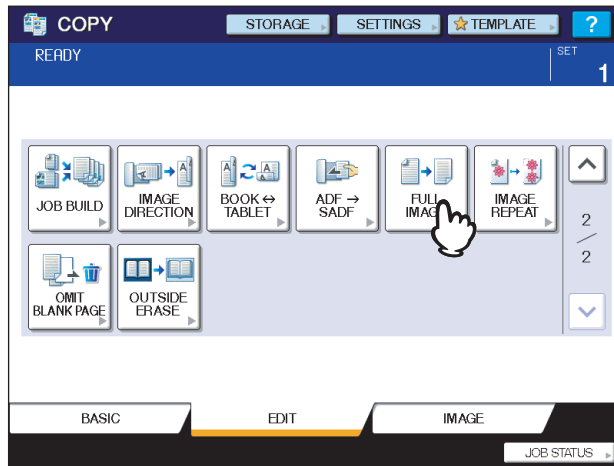 COPY
STORAGE
SETTINGS
TEMPLATE
?
READY
SET
1
JOB BUILD
IMAGE
DIRECTION
BOOK ↔
TABLET
ADF →
SADF
FULL
IMAGE
IMAGE
REPEAT
2
2
OMIT
BLANK PAGE
OUTSIDE
ERASE
BASIC
EDIT
IMAGE
JOB STATUS